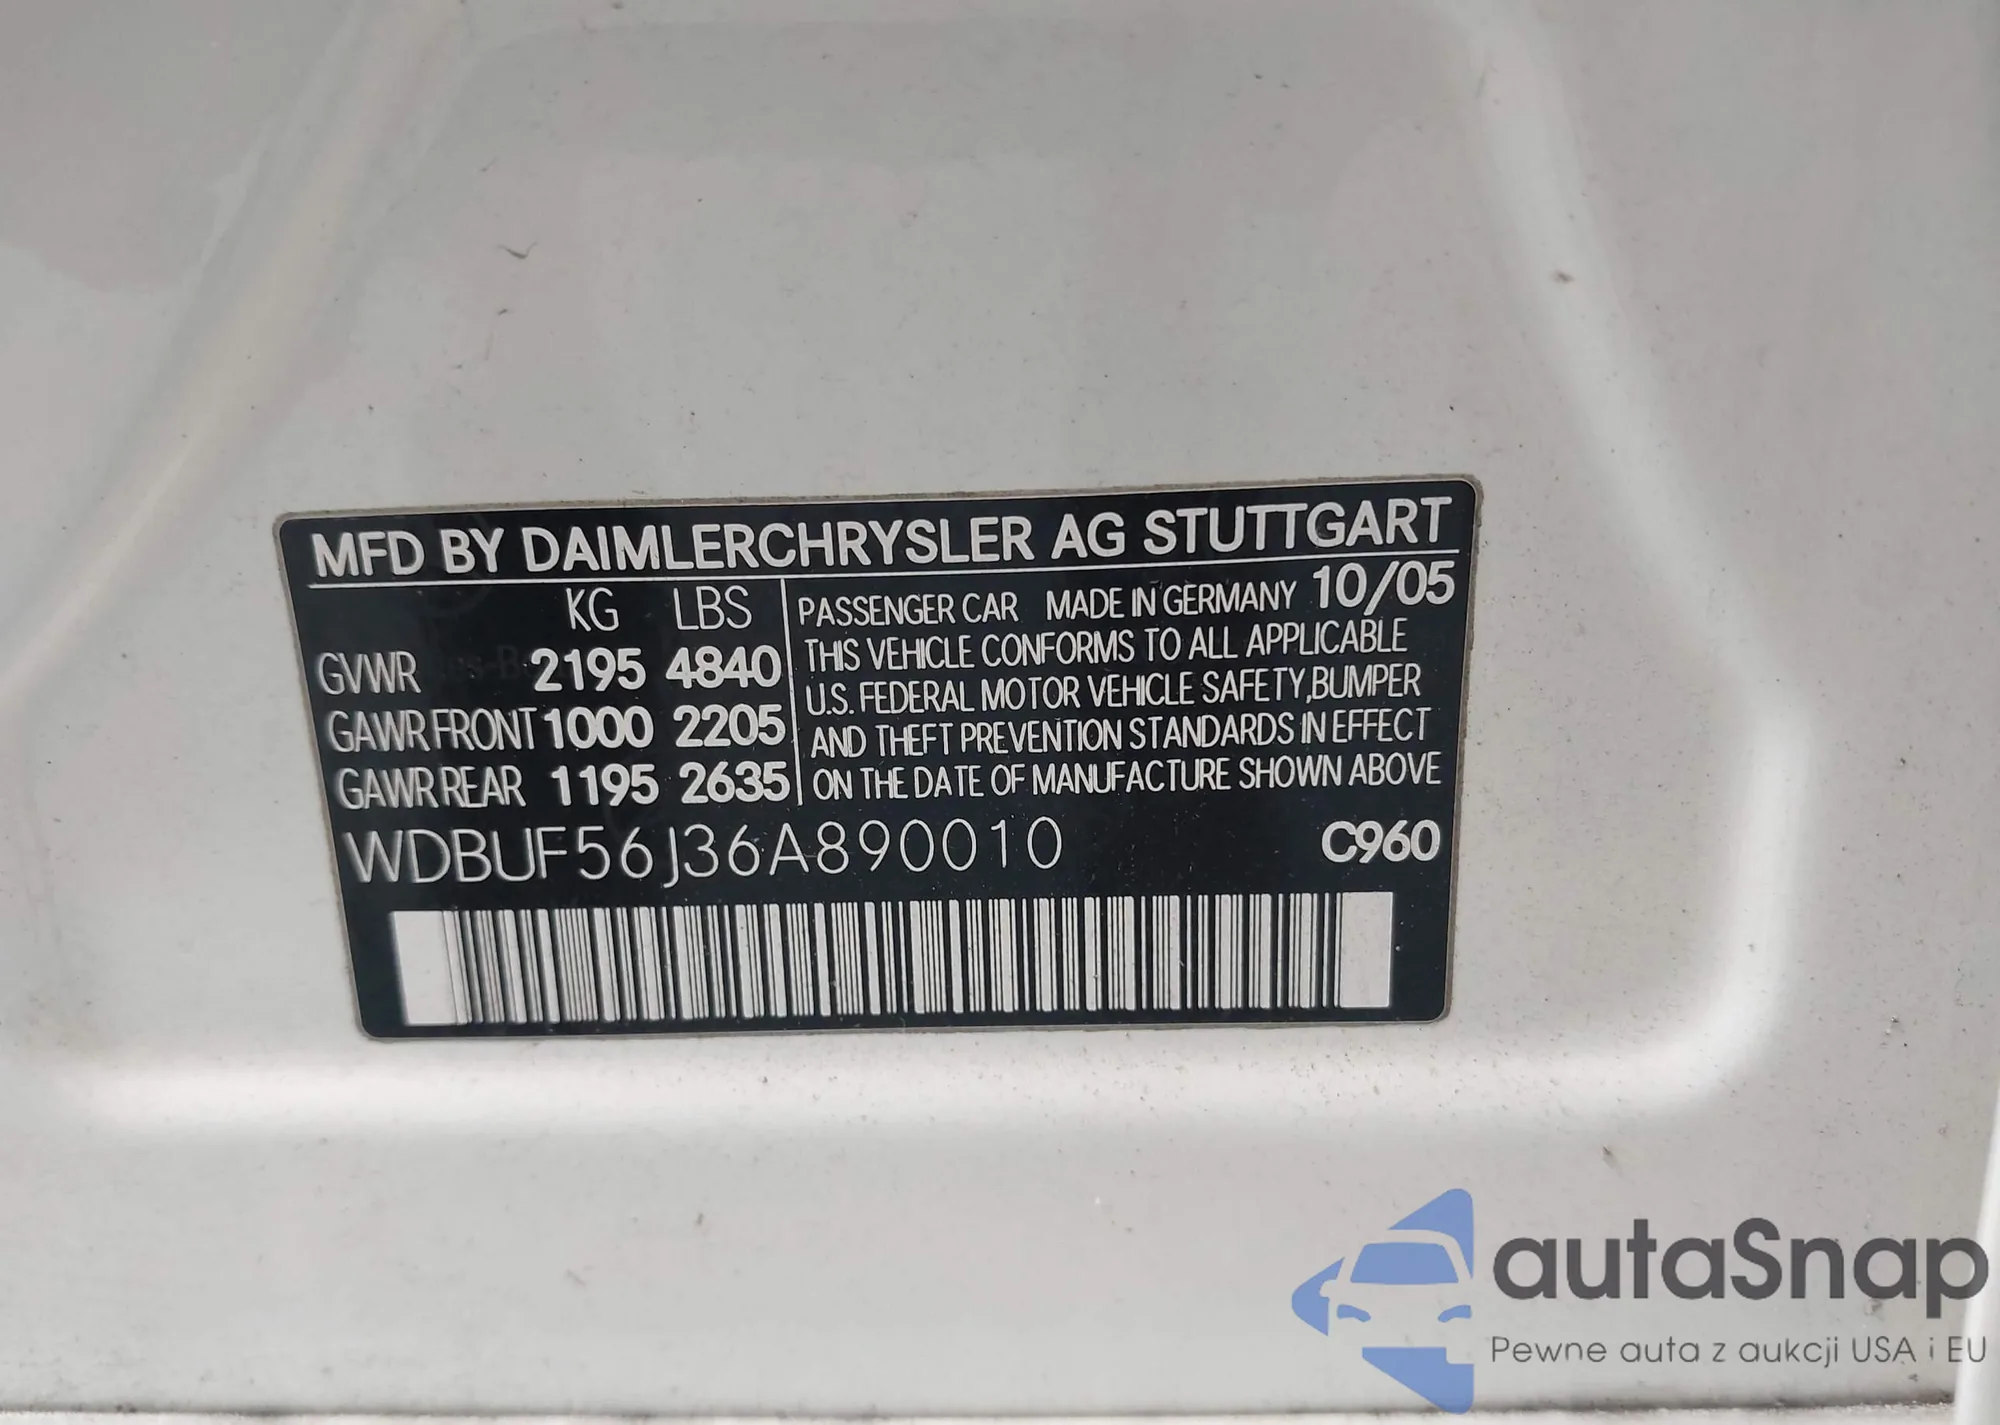 MFD BY DAIMLERCHRYSLER AG STUTTGART
KG LBS
GVWR 2195 4840
GAWR FRONT 1000 2205
GAWR REAR 1195 2635
PASSENGER CAR MADE IN GERMANY 10/05
THIS VEHICLE CONFORMS TO ALL APPLICABLE
U.S. FEDERAL MOTOR VEHICLE SAFETY, BUMPER
AND THEFT PREVENTION STANDARDS IN EFFECT
ON THE DATE OF MANUFACTURE SHOWN ABOVE
WDBUF56J36A890010 C960
autaSnap
Pewne auta z aukcji USA i EU